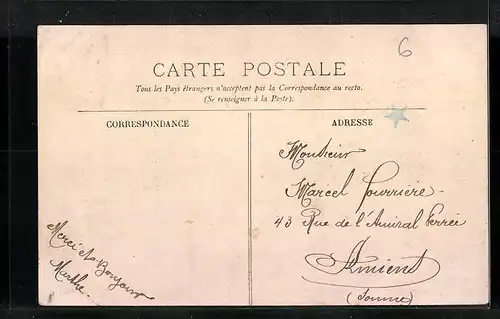 6
CARTE POSTALE
Tous les Pays étrangers n'acceptent pas la Correspondance au recto.
(Se renseigner à la Poste).
CORRESPONDANCE
ADRESSE
Monsieur
Marcel Fourrière
43 Rue de l'Amiral
Amiens
(Somme)
Merci et Bonjour
Marthe.